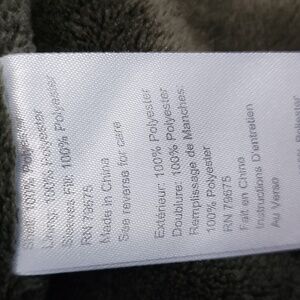 Shell: 100% Polyester
Lining: 100% Polyester
Sleeves Fill: 100% Polyester
RN 79675
Made in China
See reverse for care
Extérieur: 100% Polyester
Doublure: 100% Polyester
Remplissage de Manches:
100% Polyester
RN 79675
Fait en Chine
Instructions D'entretien
Au Verso